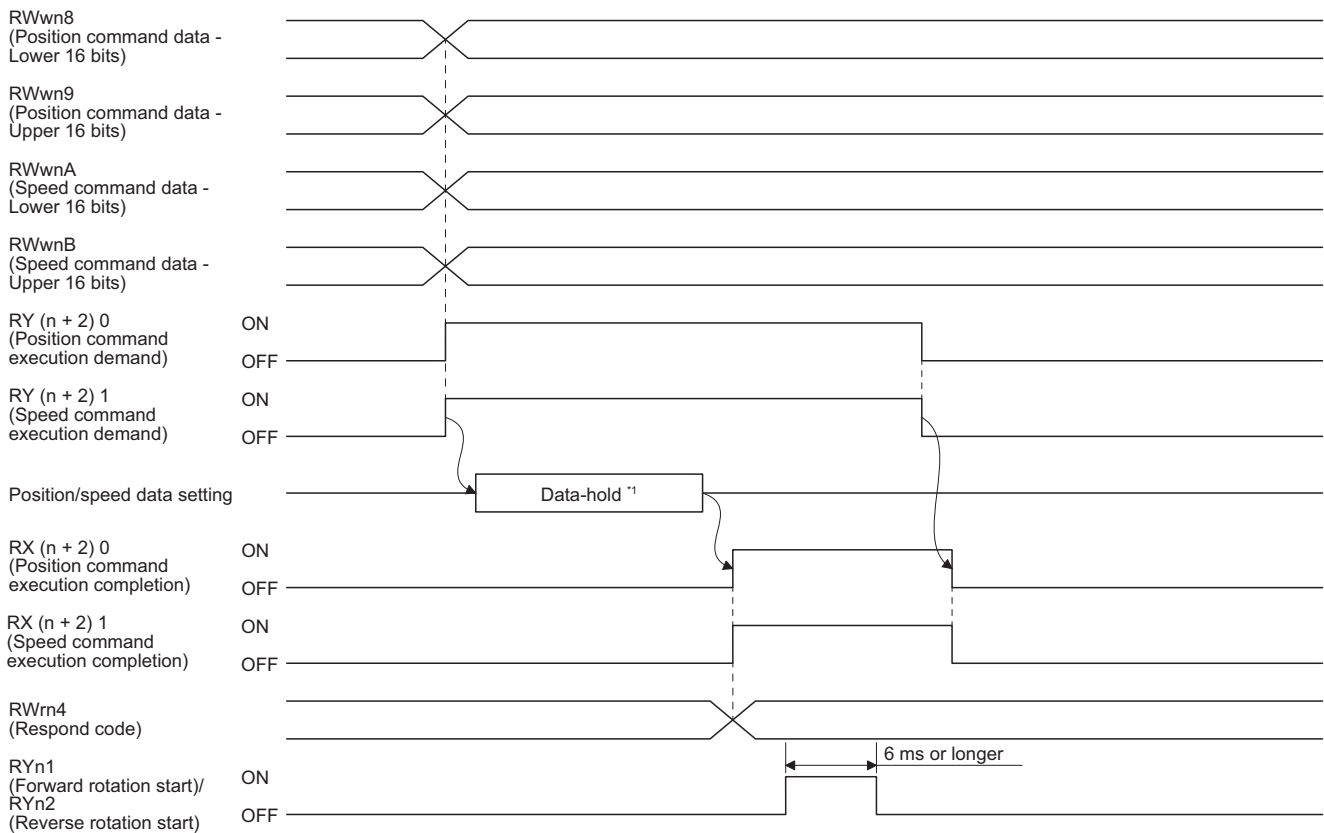 RWwn8
(Position command data -
Lower 16 bits)
RWwn9
(Position command data -
Upper 16 bits)
RWwnA
(Speed command data -
Lower 16 bits)
RWwnB
(Speed command data -
Upper 16 bits)
RY (n + 2) 0
(Position command
execution demand)
ON
OFF
RY (n + 2) 1
(Speed command
execution demand)
ON
OFF
Position/speed data setting
Data-hold *1
RX (n + 2) 0
(Position command
execution completion)
ON
OFF
RX (n + 2) 1
(Speed command
execution completion)
ON
OFF
RWrn4
(Respond code)
6 ms or longer
RYn1
(Forward rotation start)/
RYn2
(Reverse rotation start)
ON
OFF